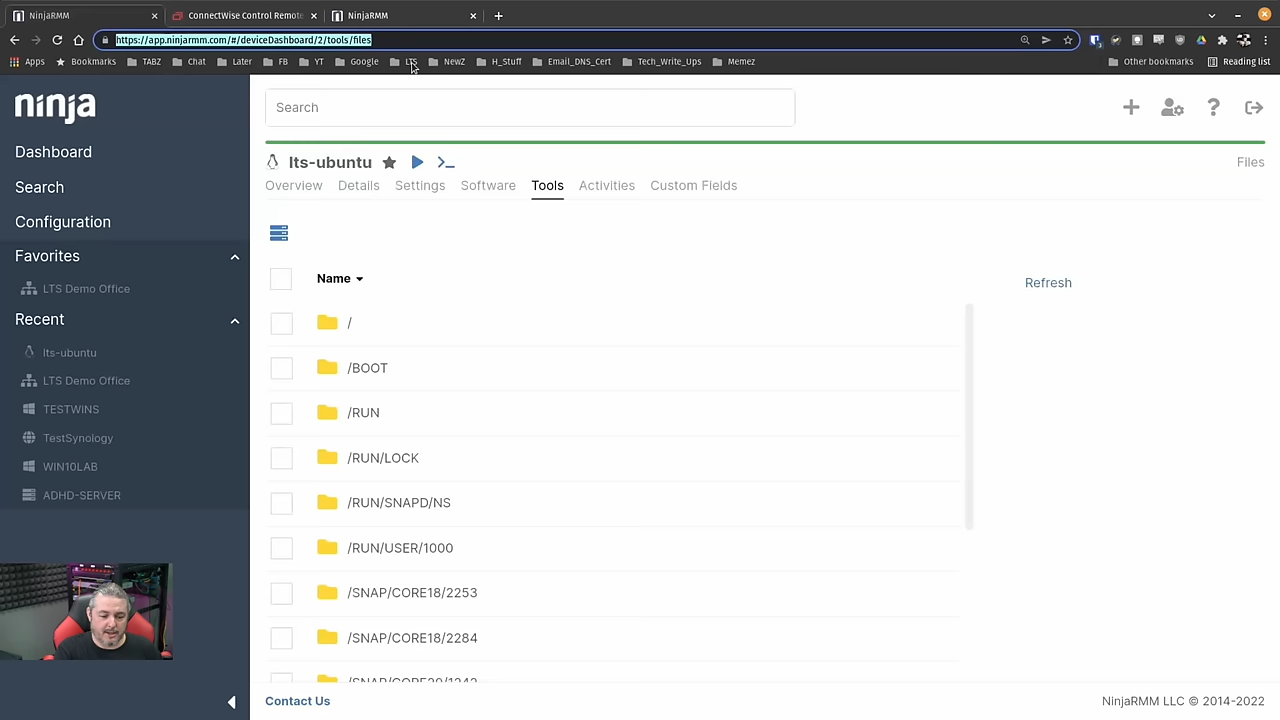 NinjaRMM
ConnectWise Control Remote
NinjaRMM
https://app.ninjarmm.com/#/deviceDashboard/2/tools/files
Apps
Bookmarks
TABZ
Chat
Later
FB
YT
Google
LTS
NewZ
H_Stuff
Email_DNS_Cert
Tech_Write_Ups
Memez
Other bookmarks
Reading list
ninja
Dashboard
Search
Configuration
Favorites
LTS Demo Office
Recent
lts-ubuntu
LTS Demo Office
TESTWINS
TestSynology
WIN10LAB
ADHD-SERVER
Search
lts-ubuntu
Files
Overview
Details
Settings
Software
Tools
Activities
Custom Fields
Name
Refresh
/
/BOOT
/RUN
/RUN/LOCK
/RUN/SNAPD/NS
/RUN/USER/1000
/SNAP/CORE18/2253
/SNAP/CORE18/2284
Contact Us
NinjaRMM LLC © 2014-2022